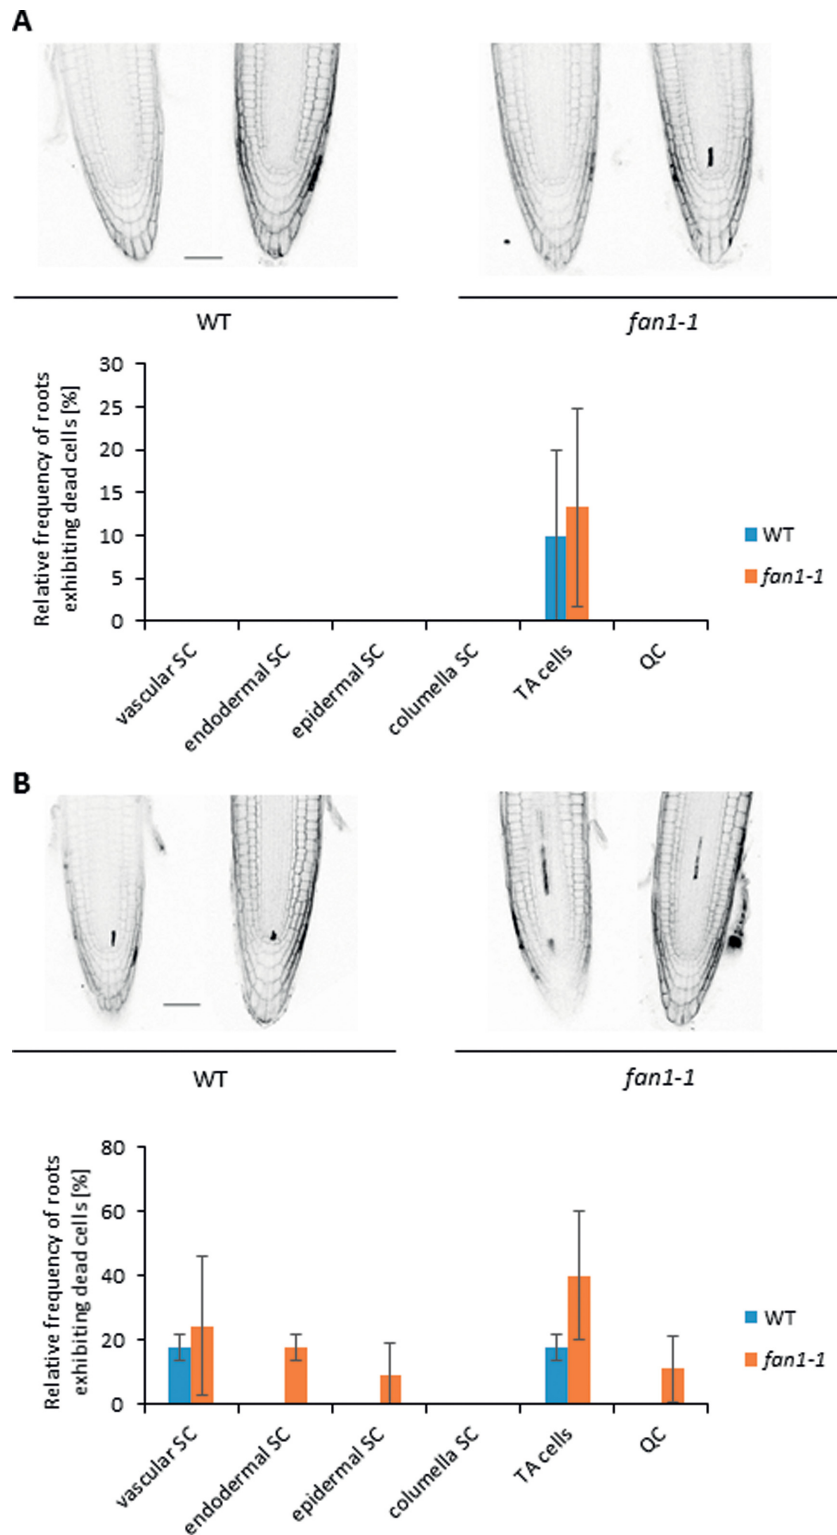 A
WT
fan1-1
Relative frequency of roots
exhibiting dead cells [%]
30
25
20
15
10
5
0
WT
fan1-1
vascular SC
endodermal SC
epidermal SC
columella SC
TA cells
QC
B
WT
fan1-1
Relative frequency of roots
exhibiting dead cells [%]
80
60
40
20
0
WT
fan1-1
vascular SC
endodermal SC
epidermal SC
columella SC
TA cells
QC